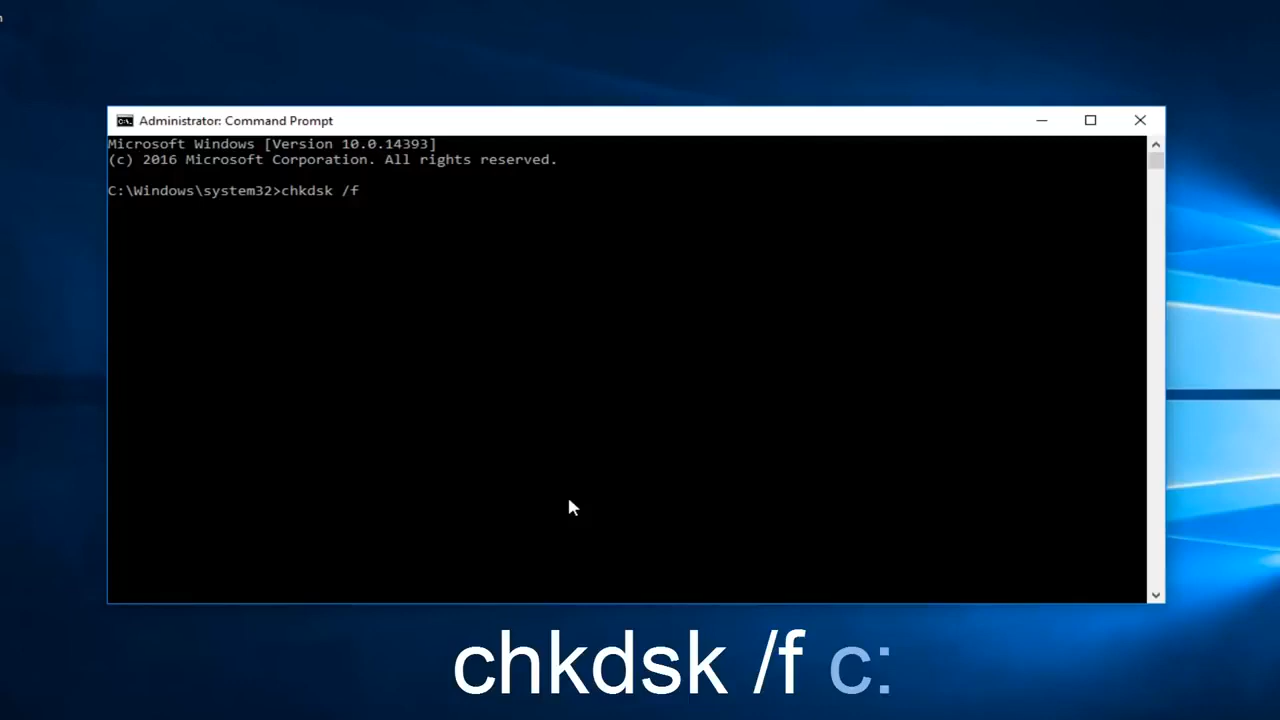 Administrator: Command Prompt
Microsoft Windows [Version 10.0.14393]
(c) 2016 Microsoft Corporation. All rights reserved.
C:\Windows\system32>chkdsk /f
chkdsk /f c: